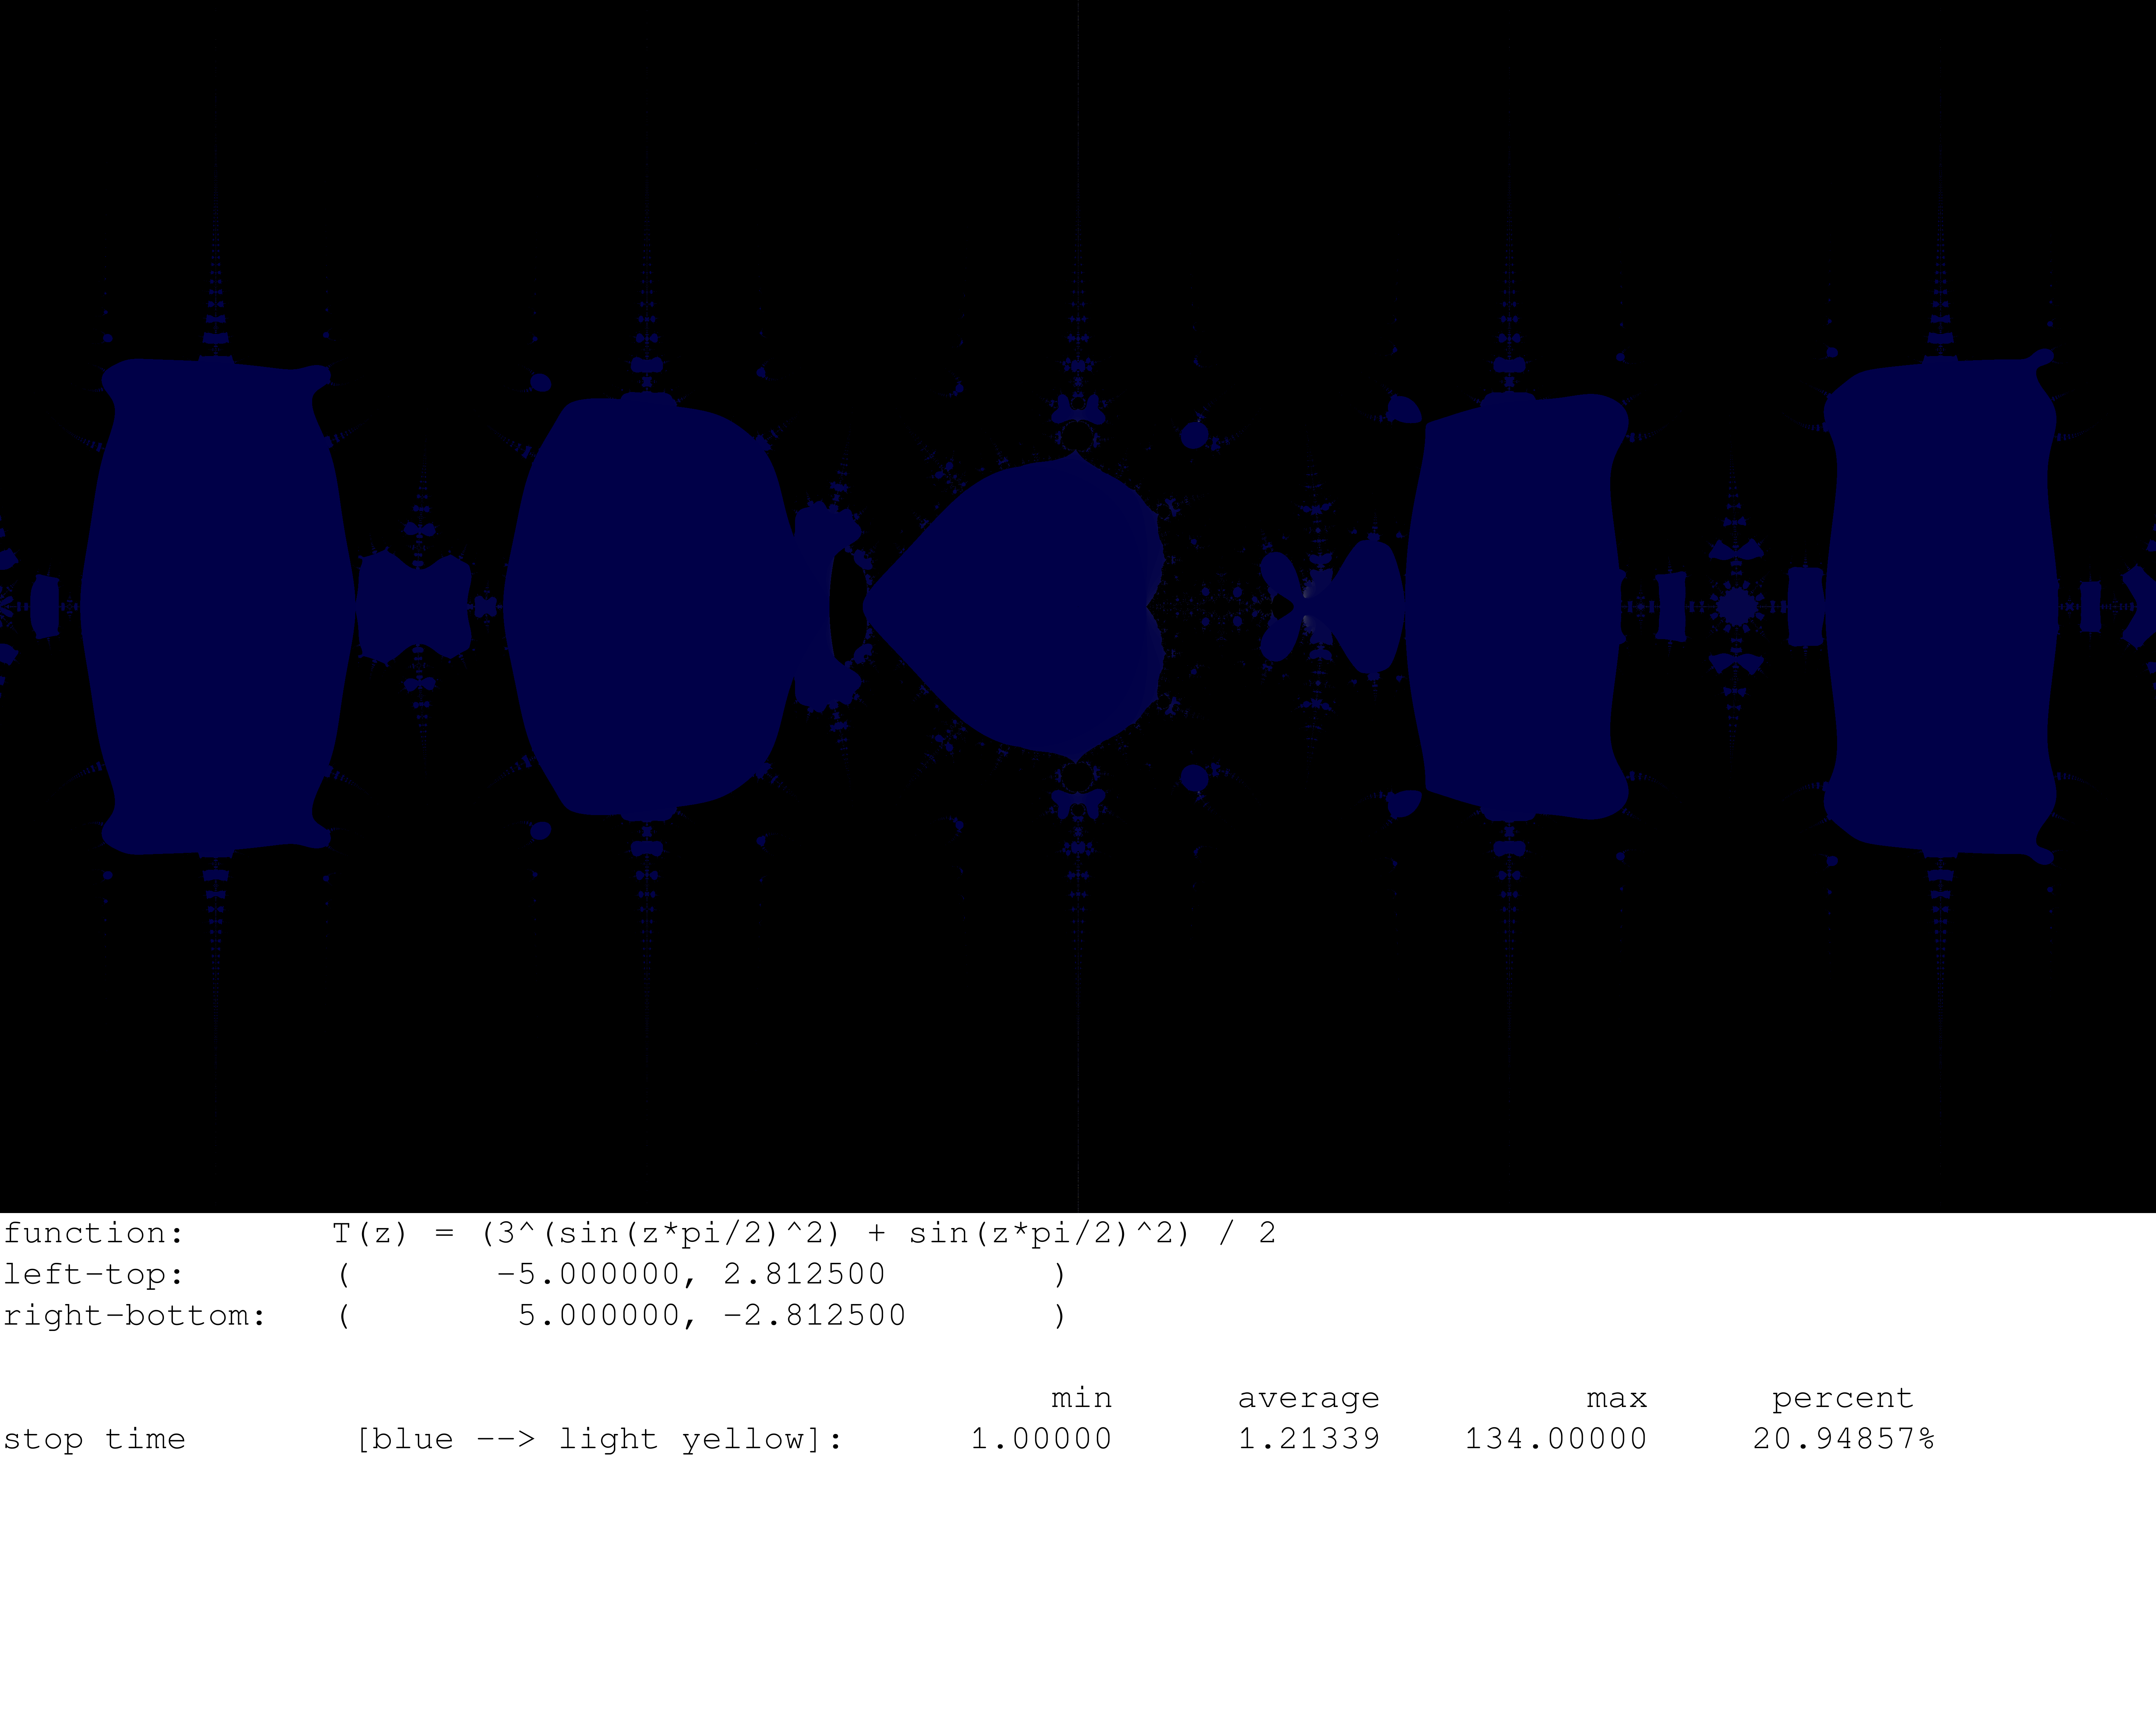 function: T(z) = (3^(sin(z*pi/2)^2) + sin(z*pi/2)^2) / 2
left-top: ( -5.000000, 2.812500 )
right-bottom: ( 5.000000, -2.812500 )
min average max percent
stop time [blue --> light yellow]: 1.00000 1.21339 134.00000 20.94857%